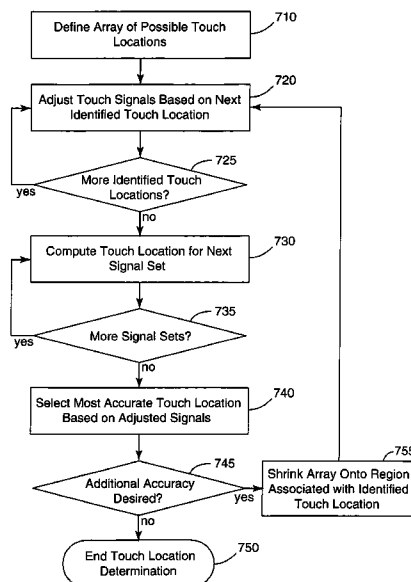 Define Array of Possible Touch
Locations
710
Adjust Touch Signals Based on Next
Identified Touch Location
720
More Identified Touch
Locations?
725
yes
no
Compute Touch Location for Next
Signal Set
730
More Signal Sets?
735
yes
no
Select Most Accurate Touch Location
Based on Adjusted Signals
740
Additional Accuracy
Desired?
745
yes
no
Shrink Array Onto Region
Associated with Identified
Touch Location
755
End Touch Location
Determination
750